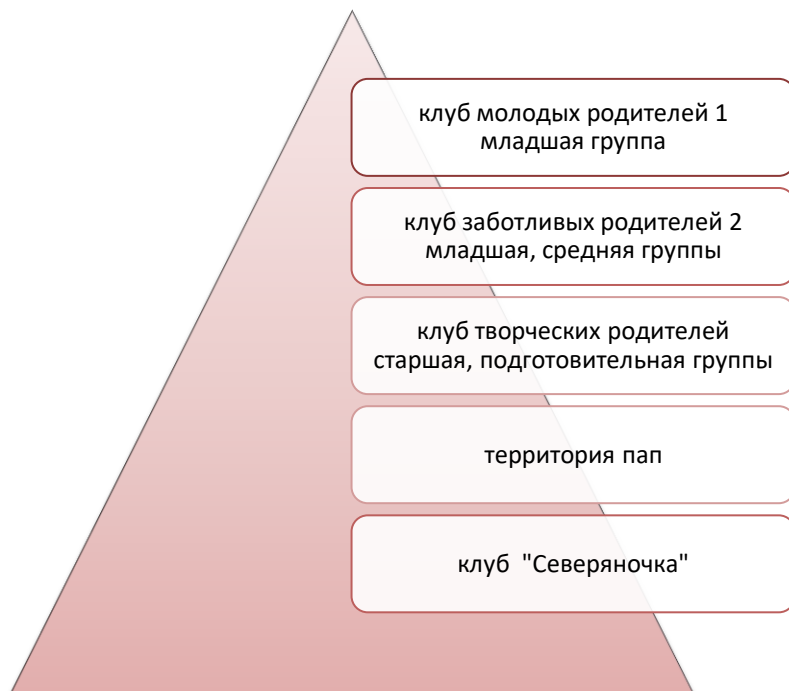 клуб молодых родителей 1
младшая группа
клуб заботливых родителей 2
младшая, средняя группы
клуб творческих родителей
старшая, подготовительная группы
территория пап
клуб  "Северяночка"